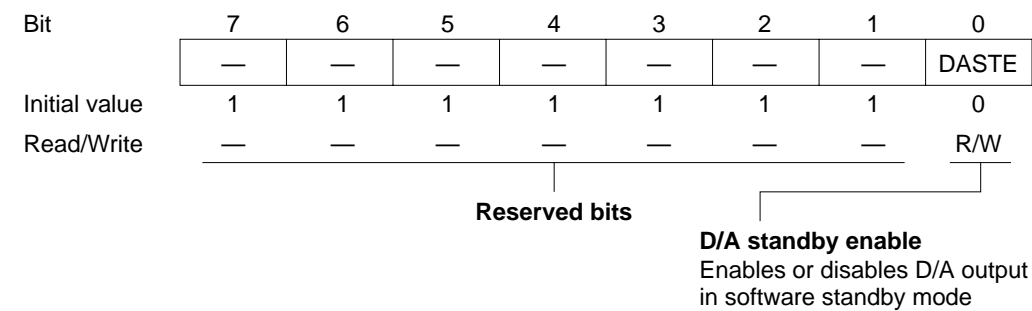 Bit 7 6 5 4 3 2 1 0
— — — — — — — DASTE
Initial value 1 1 1 1 1 1 1 0
Read/Write — — — — — — — R/W
Reserved bits
D/A standby enable
Enables or disables D/A output
in software standby mode